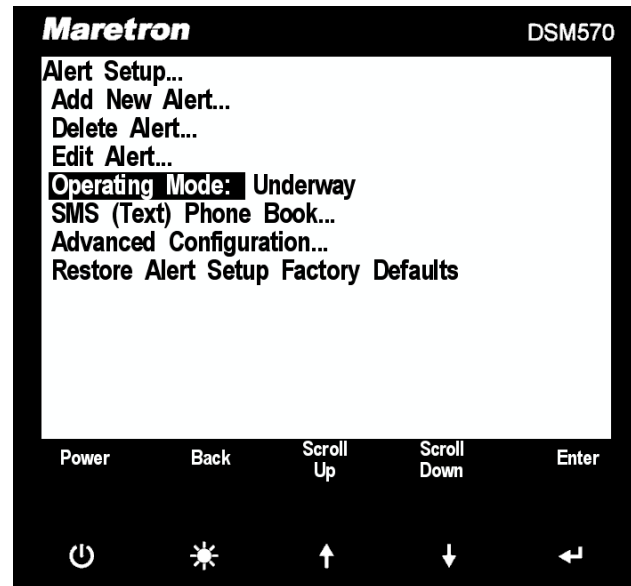 Maretron
DSM570
Alert Setup...
Add New Alert...
Delete Alert...
Edit Alert...
Operating Mode: Underway
SMS (Text) Phone Book...
Advanced Configuration...
Restore Alert Setup Factory Defaults
Power
Back
Scroll
Up
Scroll
Down
Enter